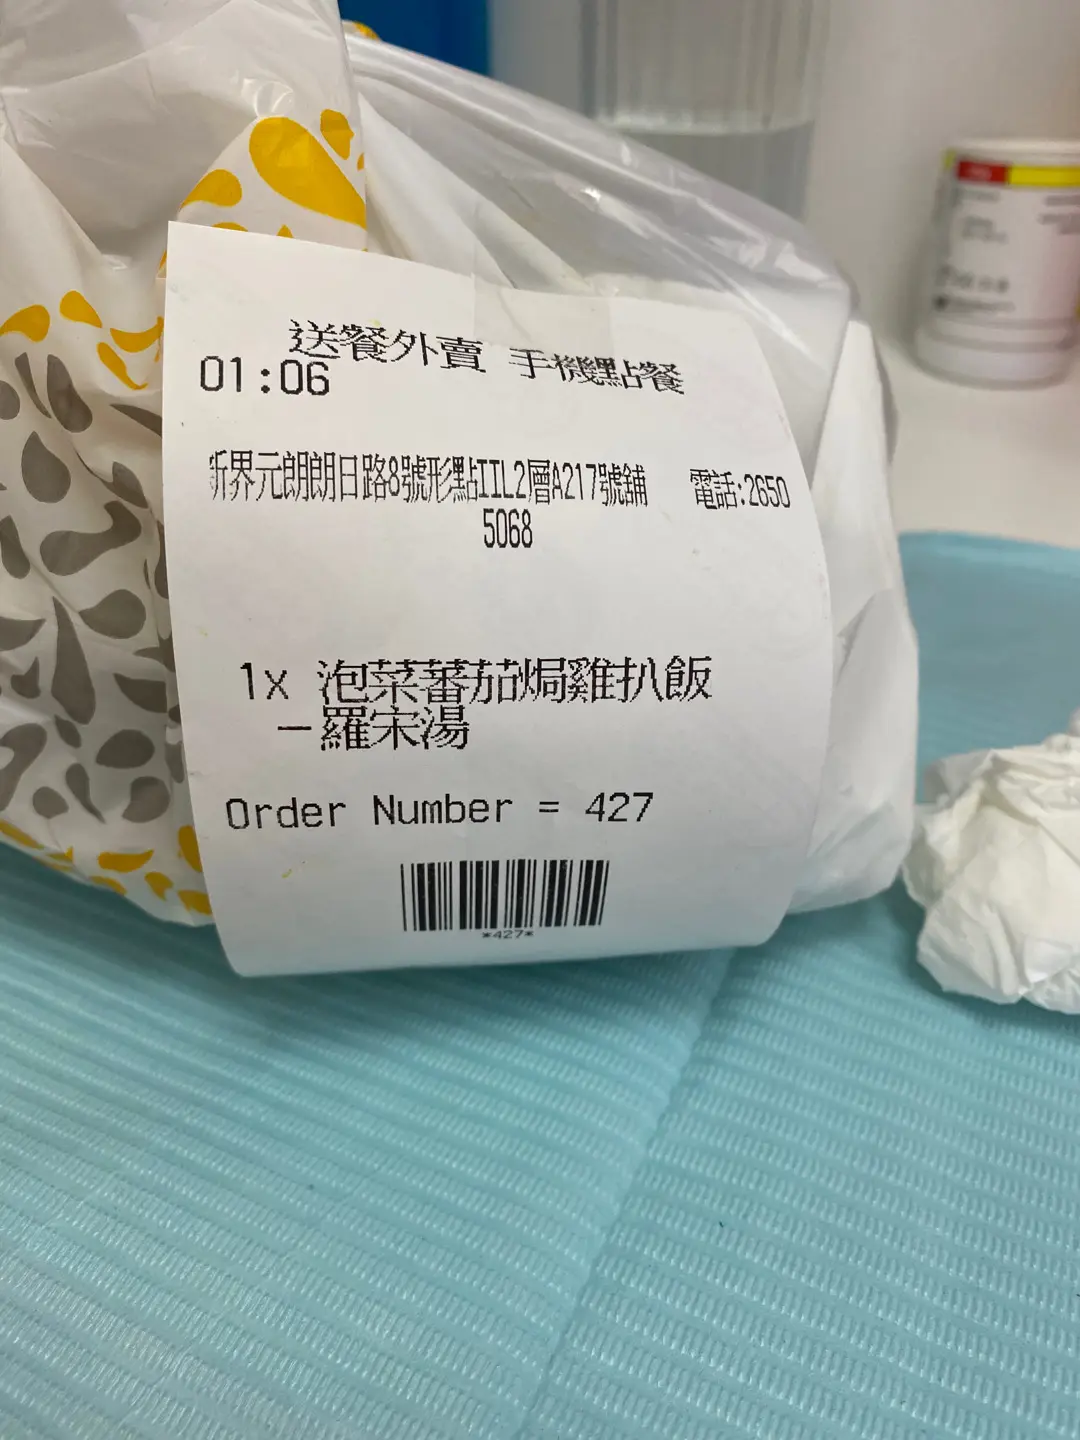 送餐外賣 手機點餐
01:06
新界元朗朗日路8號形點IIL2層A217號舖 電話:2650
5068
1x 泡菜蕃茄焗雞扒飯
－羅宋湯
Order Number = 427
*427*